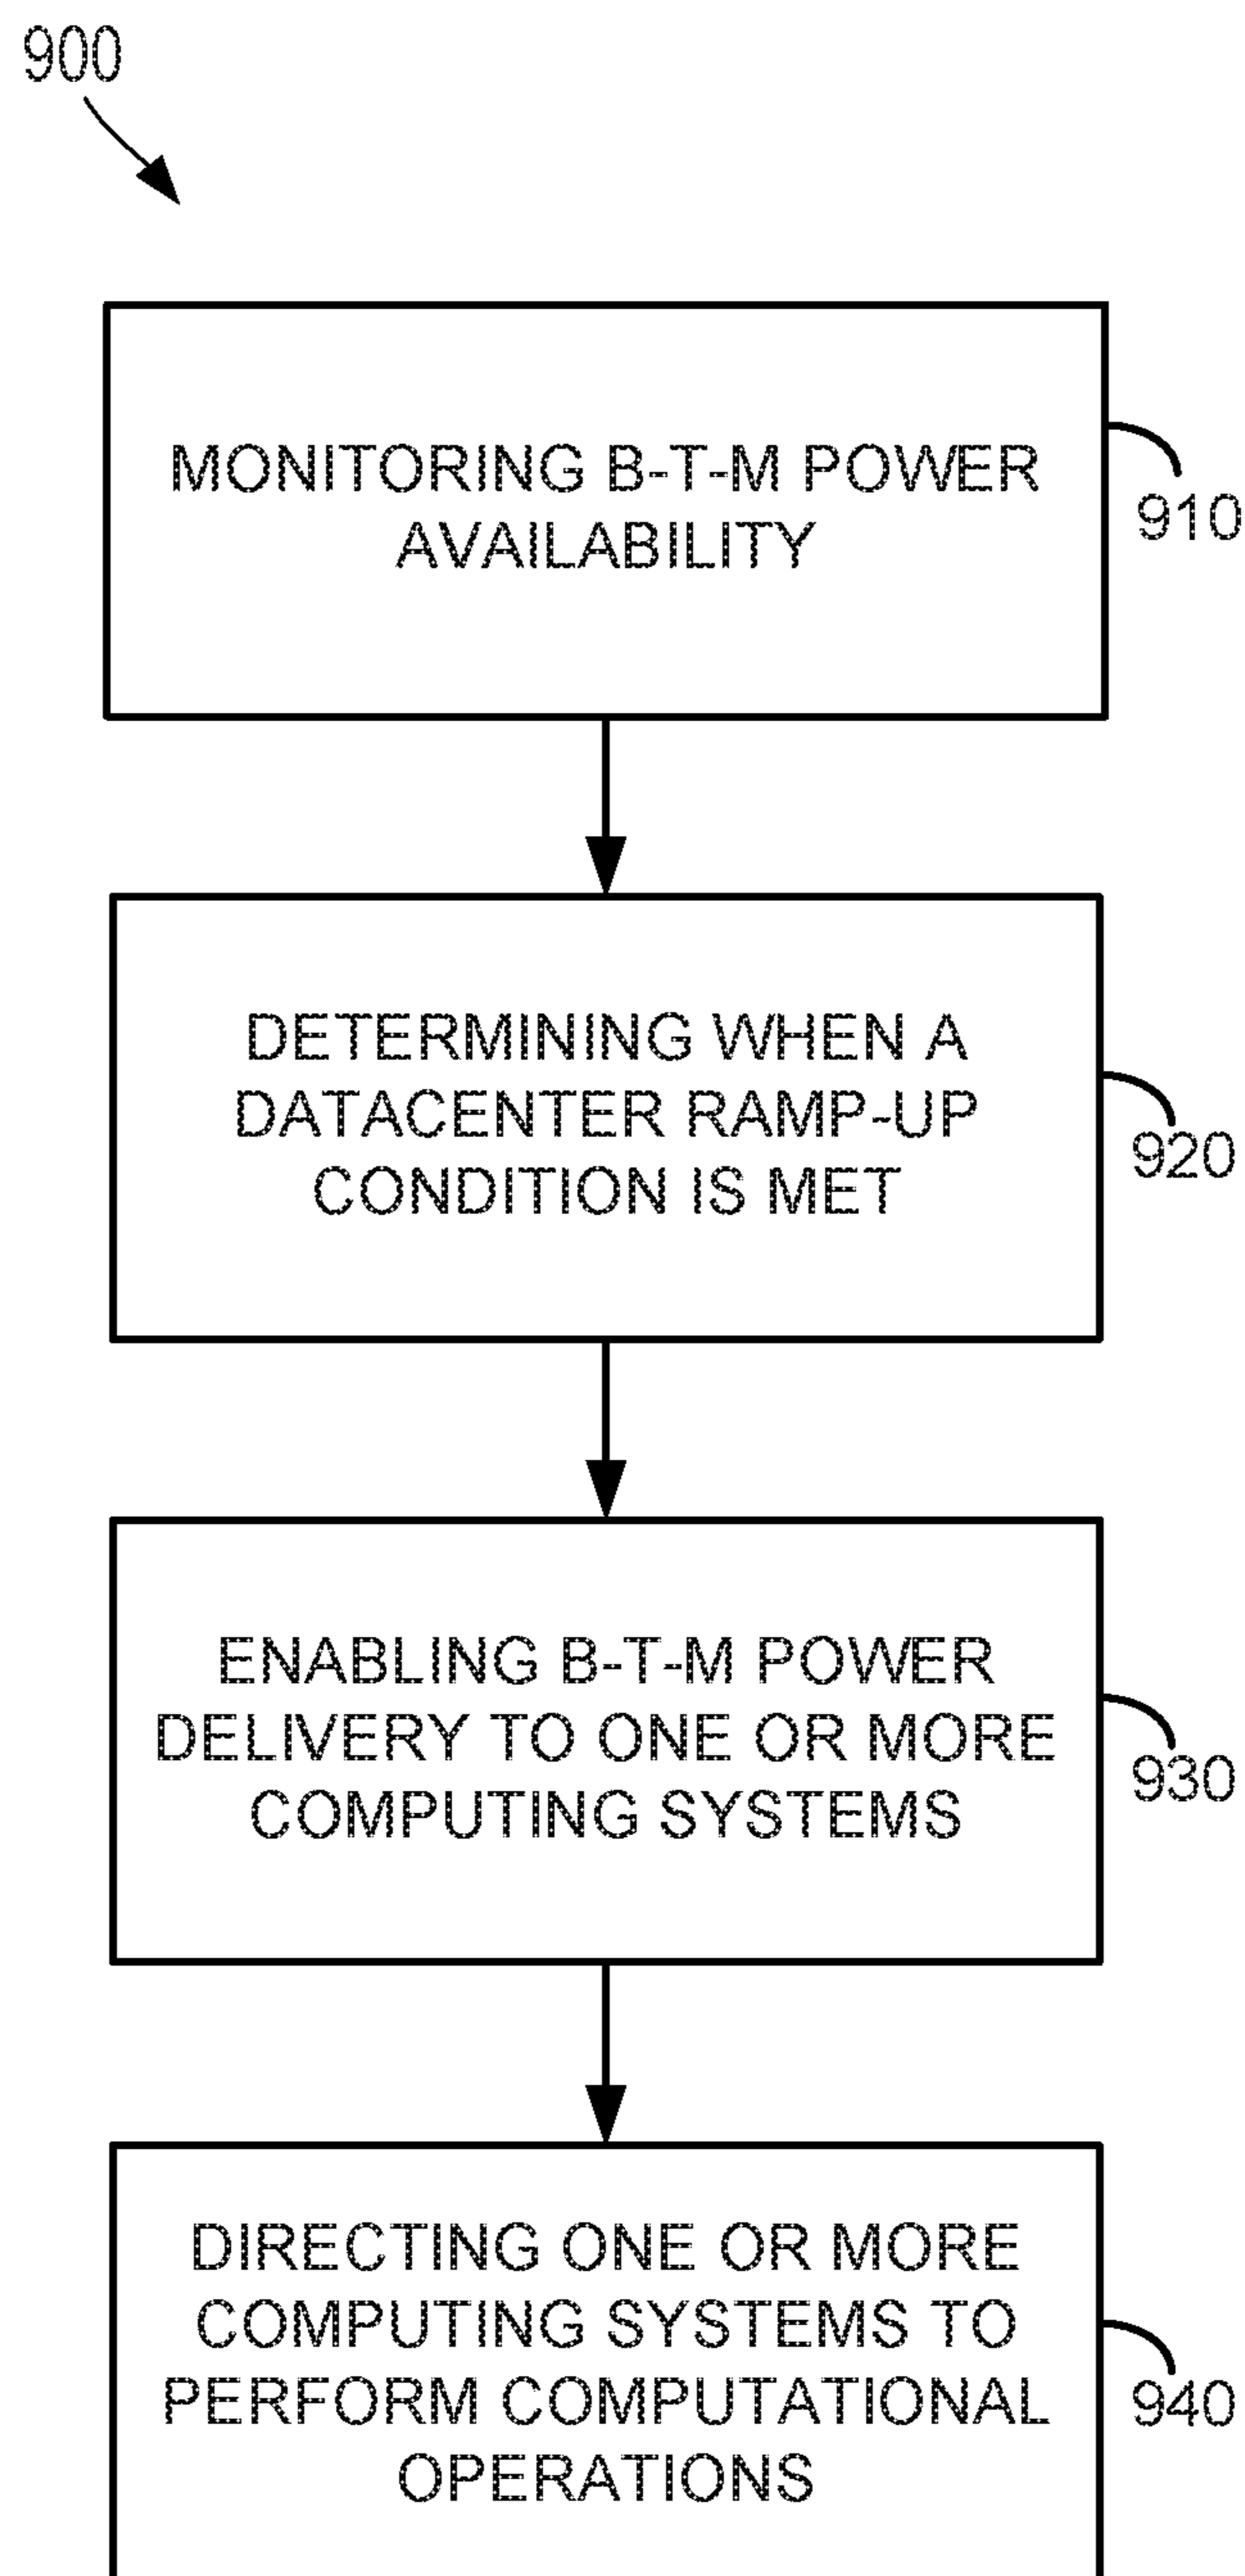 900
MONITORING B-T-M POWER
AVAILABILITY
910
DETERMINING WHEN A
DATACENTER RAMP-UP
CONDITION IS MET
920
ENABLING B-T-M POWER
DELIVERY TO ONE OR MORE
COMPUTING SYSTEMS
930
DIRECTING ONE OR MORE
COMPUTING SYSTEMS TO
PERFORM COMPUTATIONAL
OPERATIONS
940